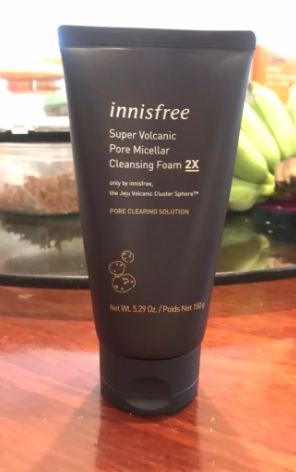 innisfree
Super Volcanic
Pore Micellar
Cleansing Foam 2X
only by innisfree,
the Jeju Volcanic Cluster Sphere™
PORE CLEARING SOLUTION
Net Wt. 5.29 Oz. / Poids Net 150 g